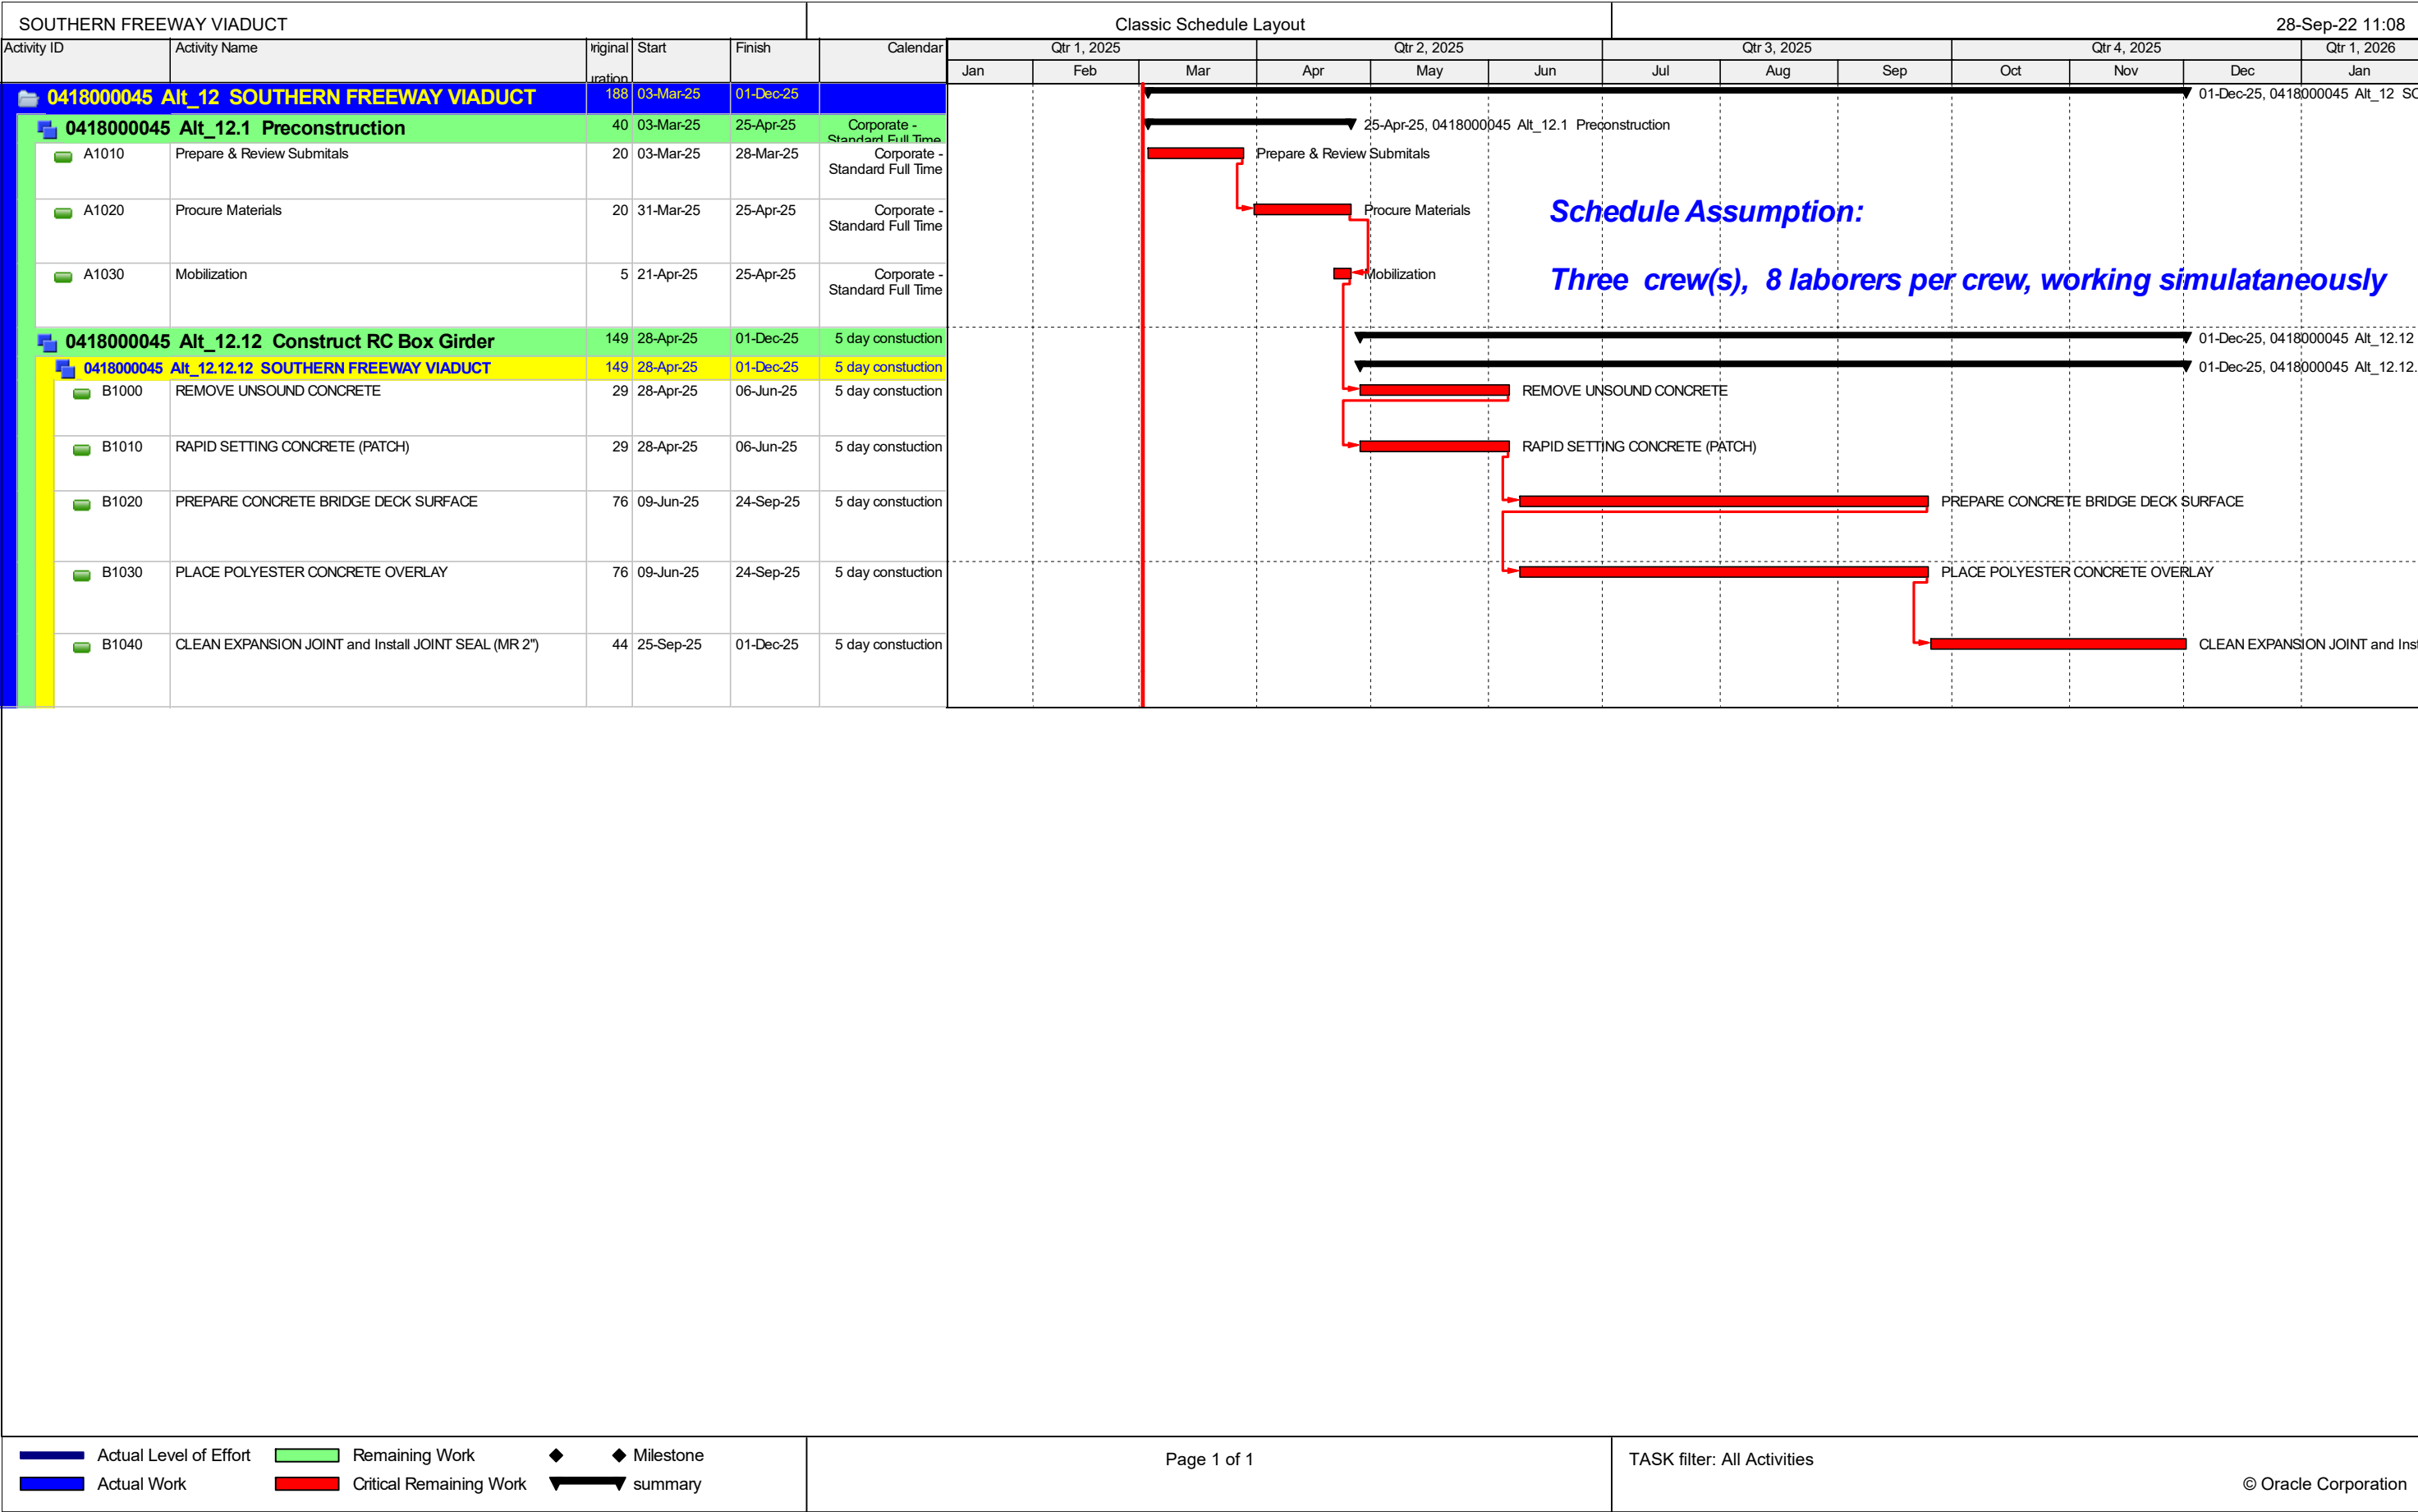 SOUTHERN FREEWAY VIADUCT Classic Schedule Layout 28-Sep-22 11:08
Activity ID Activity Name Start Finish Calendar Qtr 1, 2025 Qtr 2, 2025 Qtr 3, 2025 Qtr 4, 2025 Qtr 1, 2026
Jan Feb Mar Apr May Jun Jul Aug Sep Oct Nov Dec Jan
0418000045 Alt_12 SOUTHERN FREEWAY VIADUCT 188 03-Mar-25 01-Dec-25 01-Dec-25, 0418000045 Alt_12
0418000045 Alt_12.1 Preconstruction 40 03-Mar-25 25-Apr-25 Corporate - 25-Apr-25, 0418000045 Alt_12.1 Preconstruction
Standard Full Time
A1010 Prepare & Review Submitals 20 03-Mar-25 28-Mar-25 Corporate - Prepare & Review Submitals
Standard Full Time
A1020 Procure Materials 20 31-Mar-25 25-Apr-25 Corporate - Procure Materials
Standard Full Time
Schedule Assumption:
A1030 Mobilization 5 21-Apr-25 25-Apr-25 Corporate - Mobilization
Standard Full Time
Three crew(s), 8 laborers per crew, working simulataneously
0418000045 Alt_12.12 Construct RC Box Girder 149 28-Apr-25 01-Dec-25 5 day constuction 01-Dec-25, 0418000045 Alt_12.12
0418000045 Alt_12.12.12 SOUTHERN FREEWAY VIADUCT 149 28-Apr-25 01-Dec-25 5 day constuction 01-Dec-25, 0418000045 Alt_12.12.
B1000 REMOVE UNSOUND CONCRETE 29 28-Apr-25 06-Jun-25 5 day constuction REMOVE UNSOUND CONCRETE
B1010 RAPID SETTING CONCRETE (PATCH) 29 28-Apr-25 06-Jun-25 5 day constuction RAPID SETTING CONCRETE (PATCH)
B1020 PREPARE CONCRETE BRIDGE DECK SURFACE 76 09-Jun-25 24-Sep-25 5 day constuction PREPARE CONCRETE BRIDGE DECK SURFACE
B1030 PLACE POLYESTER CONCRETE OVERLAY 76 09-Jun-25 24-Sep-25 5 day constuction PLACE POLYESTER CONCRETE OVERLAY
B1040 CLEAN EXPANSION JOINT and Install JOINT SEAL (MR 2") 44 25-Sep-25 01-Dec-25 5 day constuction CLEAN EXPANSION JOINT and
Actual Level of Effort Remaining Work Milestone
Actual Work Critical Remaining Work summary
Page 1 of 1
TASK filter: All Activities
© Oracle Corporation